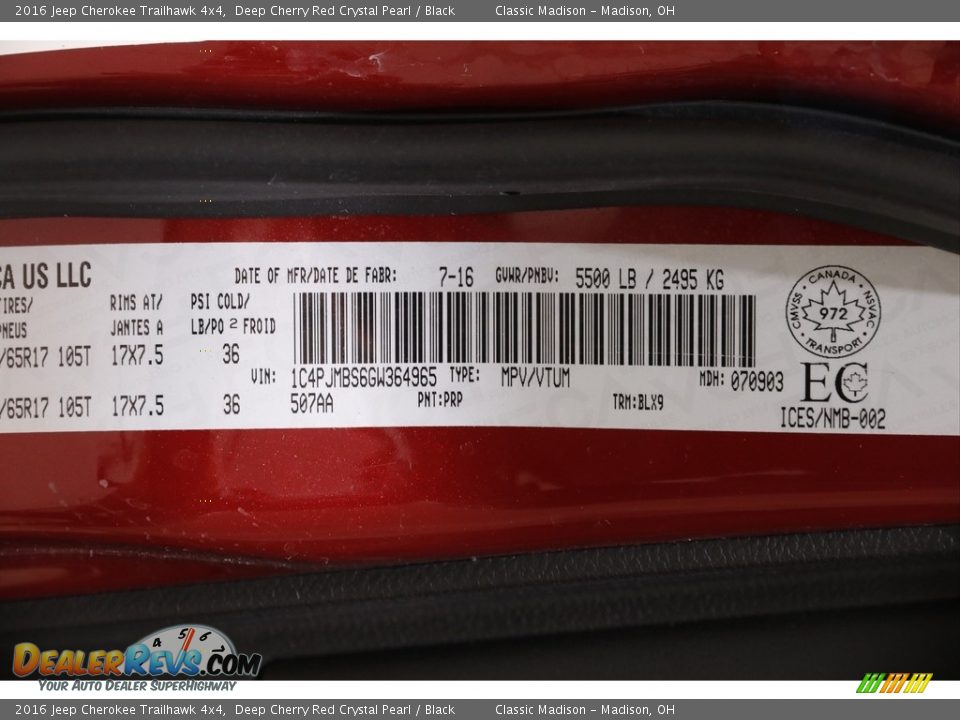 2016 Jeep Cherokee Trailhawk 4x4, Deep Cherry Red Crystal Pearl / Black Classic Madison – Madison, OH
CA US LLC
DATE OF MFR/DATE DE FABR: 7-16 GVWR/PNBV: 5500 LB / 2495 KG
TIRES/ RIMS AT/ PSI COLD/
PNEUS JANTES A LB/PO 2 FROID
/65R17 105T 17X7.5 36
VIN: 1C4PJMBS6GW364965 TYPE: MPV/VTUM MDH: 070903
/65R17 105T 17X7.5 36 507AA PNT:PRP TRM:BLX9
CANADA
CMVSS 972 NSVAC
TRANSPORT
EC
ICES/NMB-002
4 5 6
DEALERREVS.COM
YOUR AUTO DEALER SUPERHIGHWAY
2016 Jeep Cherokee Trailhawk 4x4, Deep Cherry Red Crystal Pearl / Black Classic Madison – Madison, OH